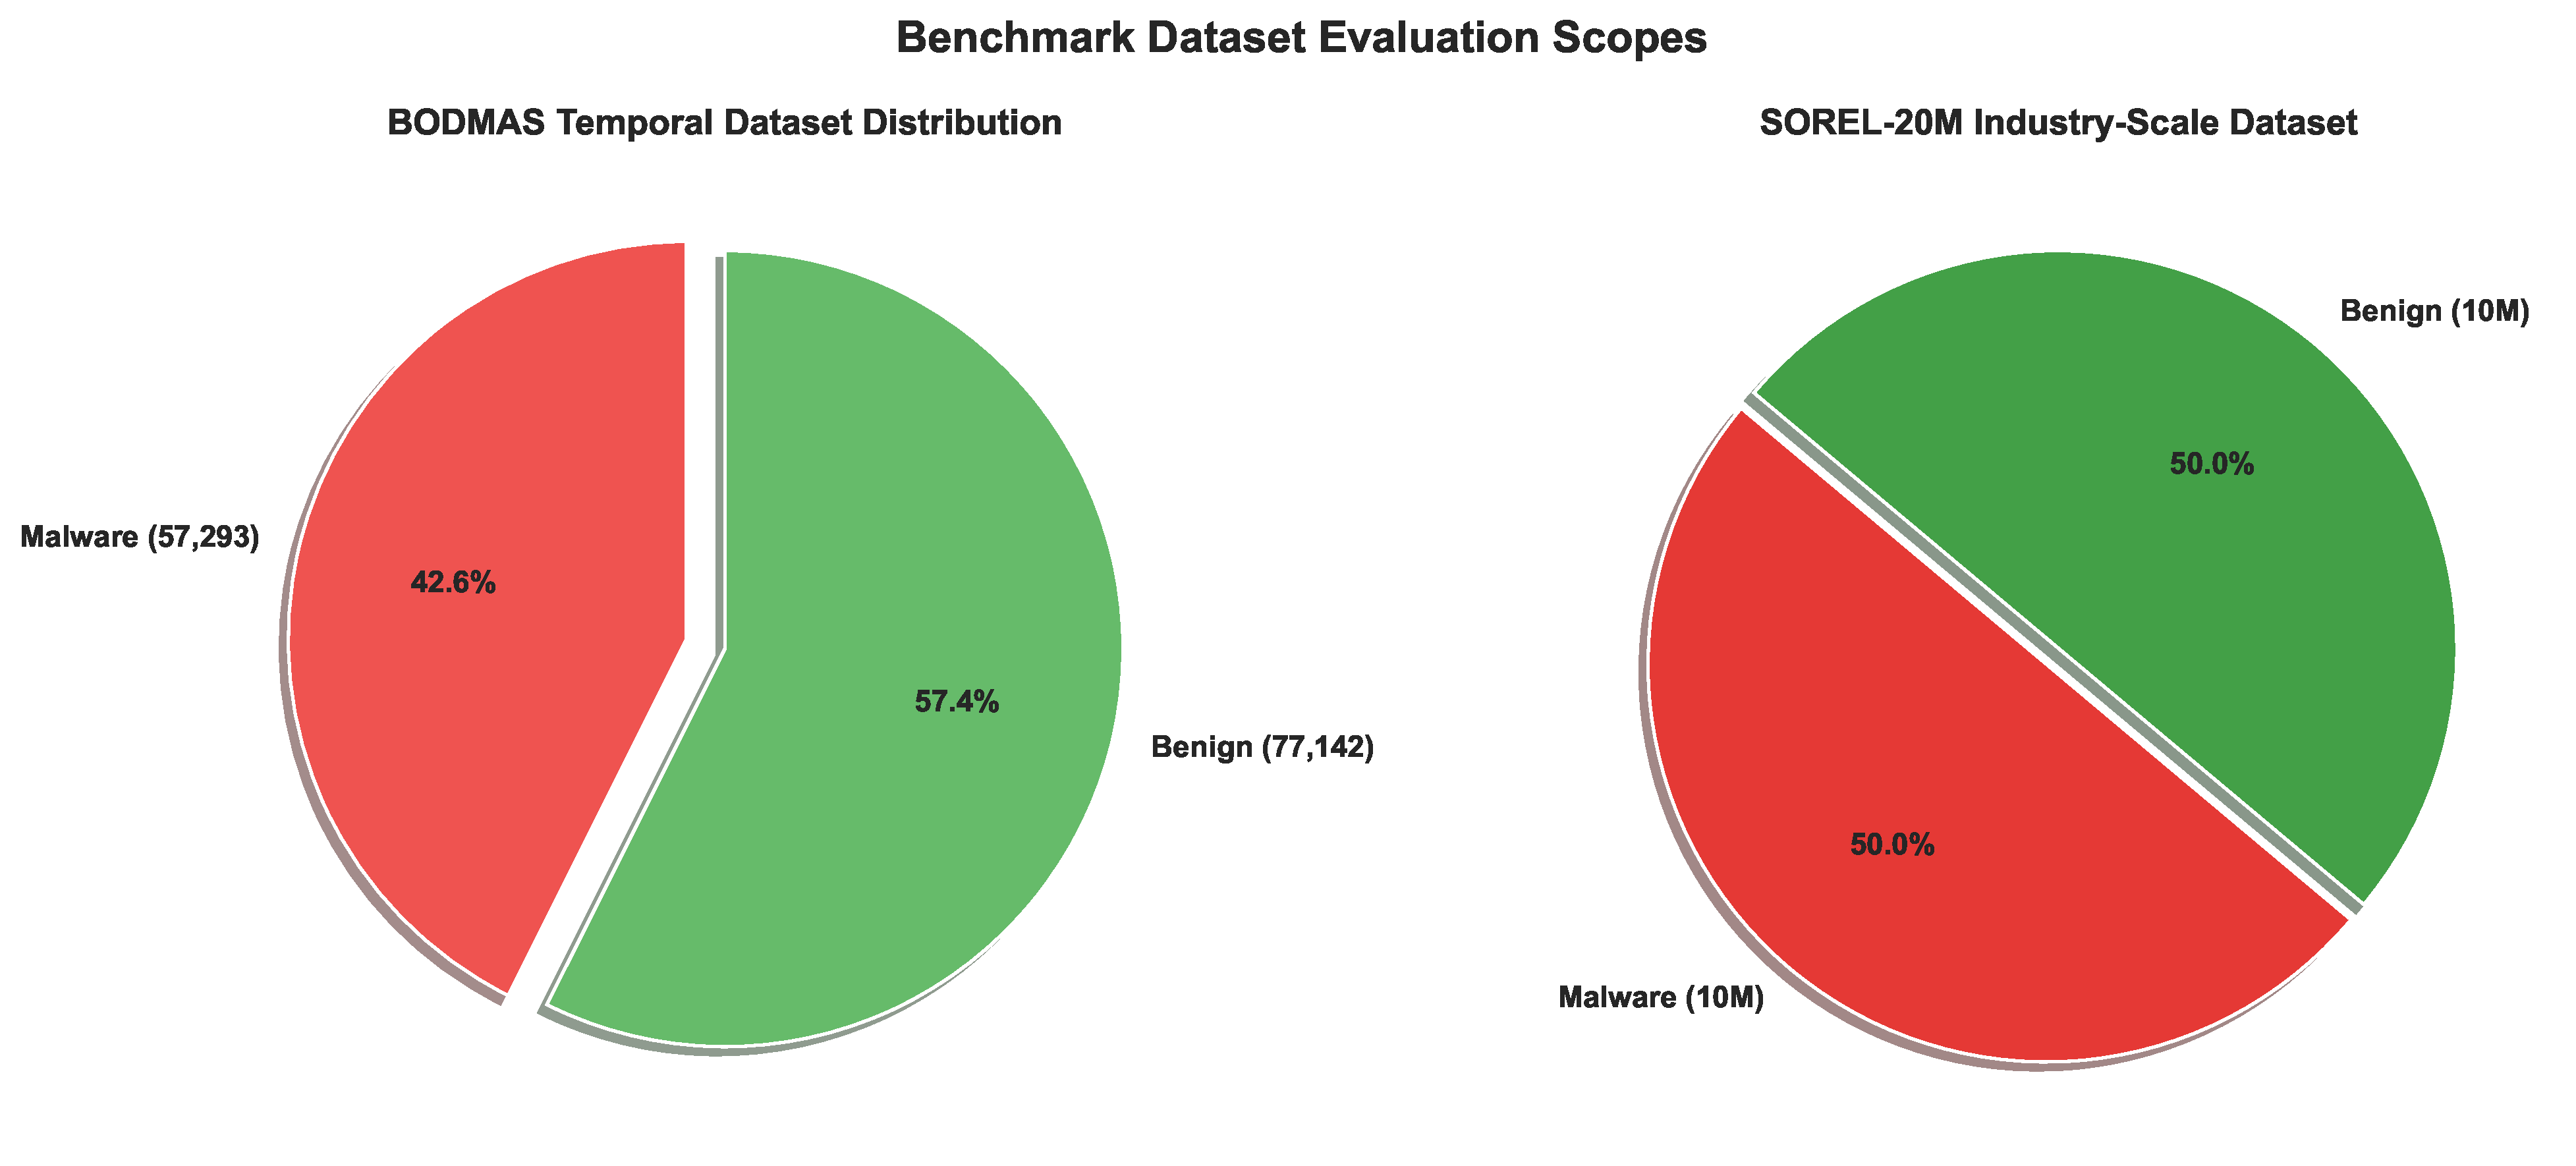 Benchmark Dataset Evaluation Scopes
BODMAS Temporal Dataset Distribution
Malware (57,293)
42.6%
57.4%
Benign (77,142)
SOREL-20M Industry-Scale Dataset
Benign (10M)
50.0%
50.0%
Malware (10M)